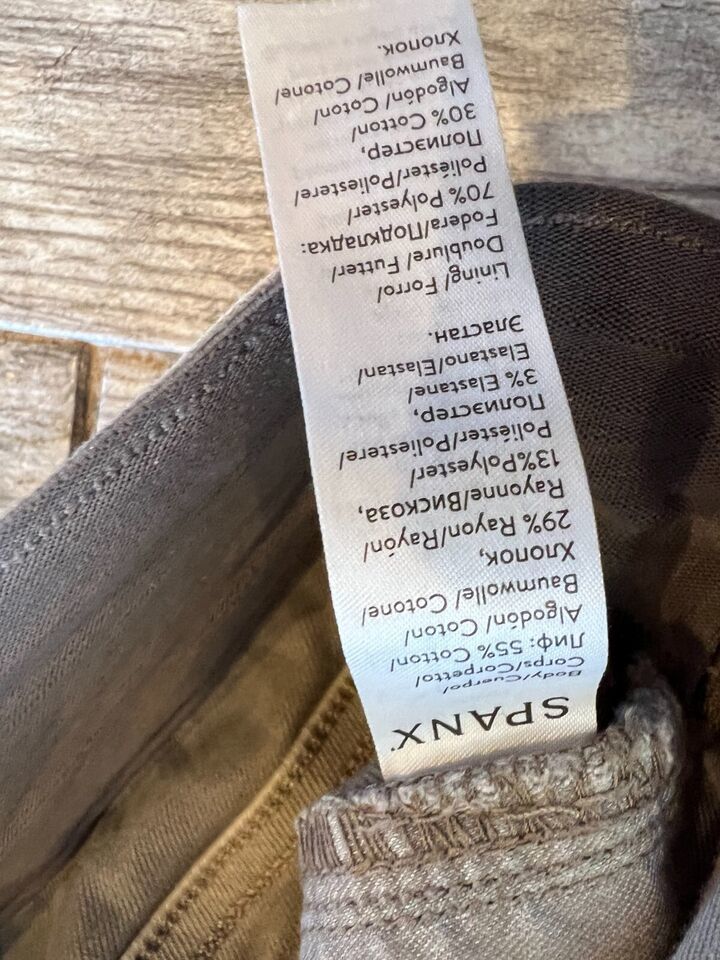 SPANX
Body/Cuerpo/
Corps/Corpetto/
Лиф: 55% Cotton/
Algodón/ Coton/
Baumwolle/ Cotone/
Хлопок,
29% Rayon/Rayón/
Rayonne/Вискоза,
13%Polyester/
Poliéster/Poliestere/
Полиэстер,
3% Elastane/
Elastano/Elastan/
Эластан.
Lining/ Forro/
Doublure/ Futter/
Fodera/Подкладка:
70% Polyester/
Poliéster/Poliestere/
Полиэстер,
30% Cotton/
Algodón/ Coton/
Baumwolle/ Cotone/
Хлопок.